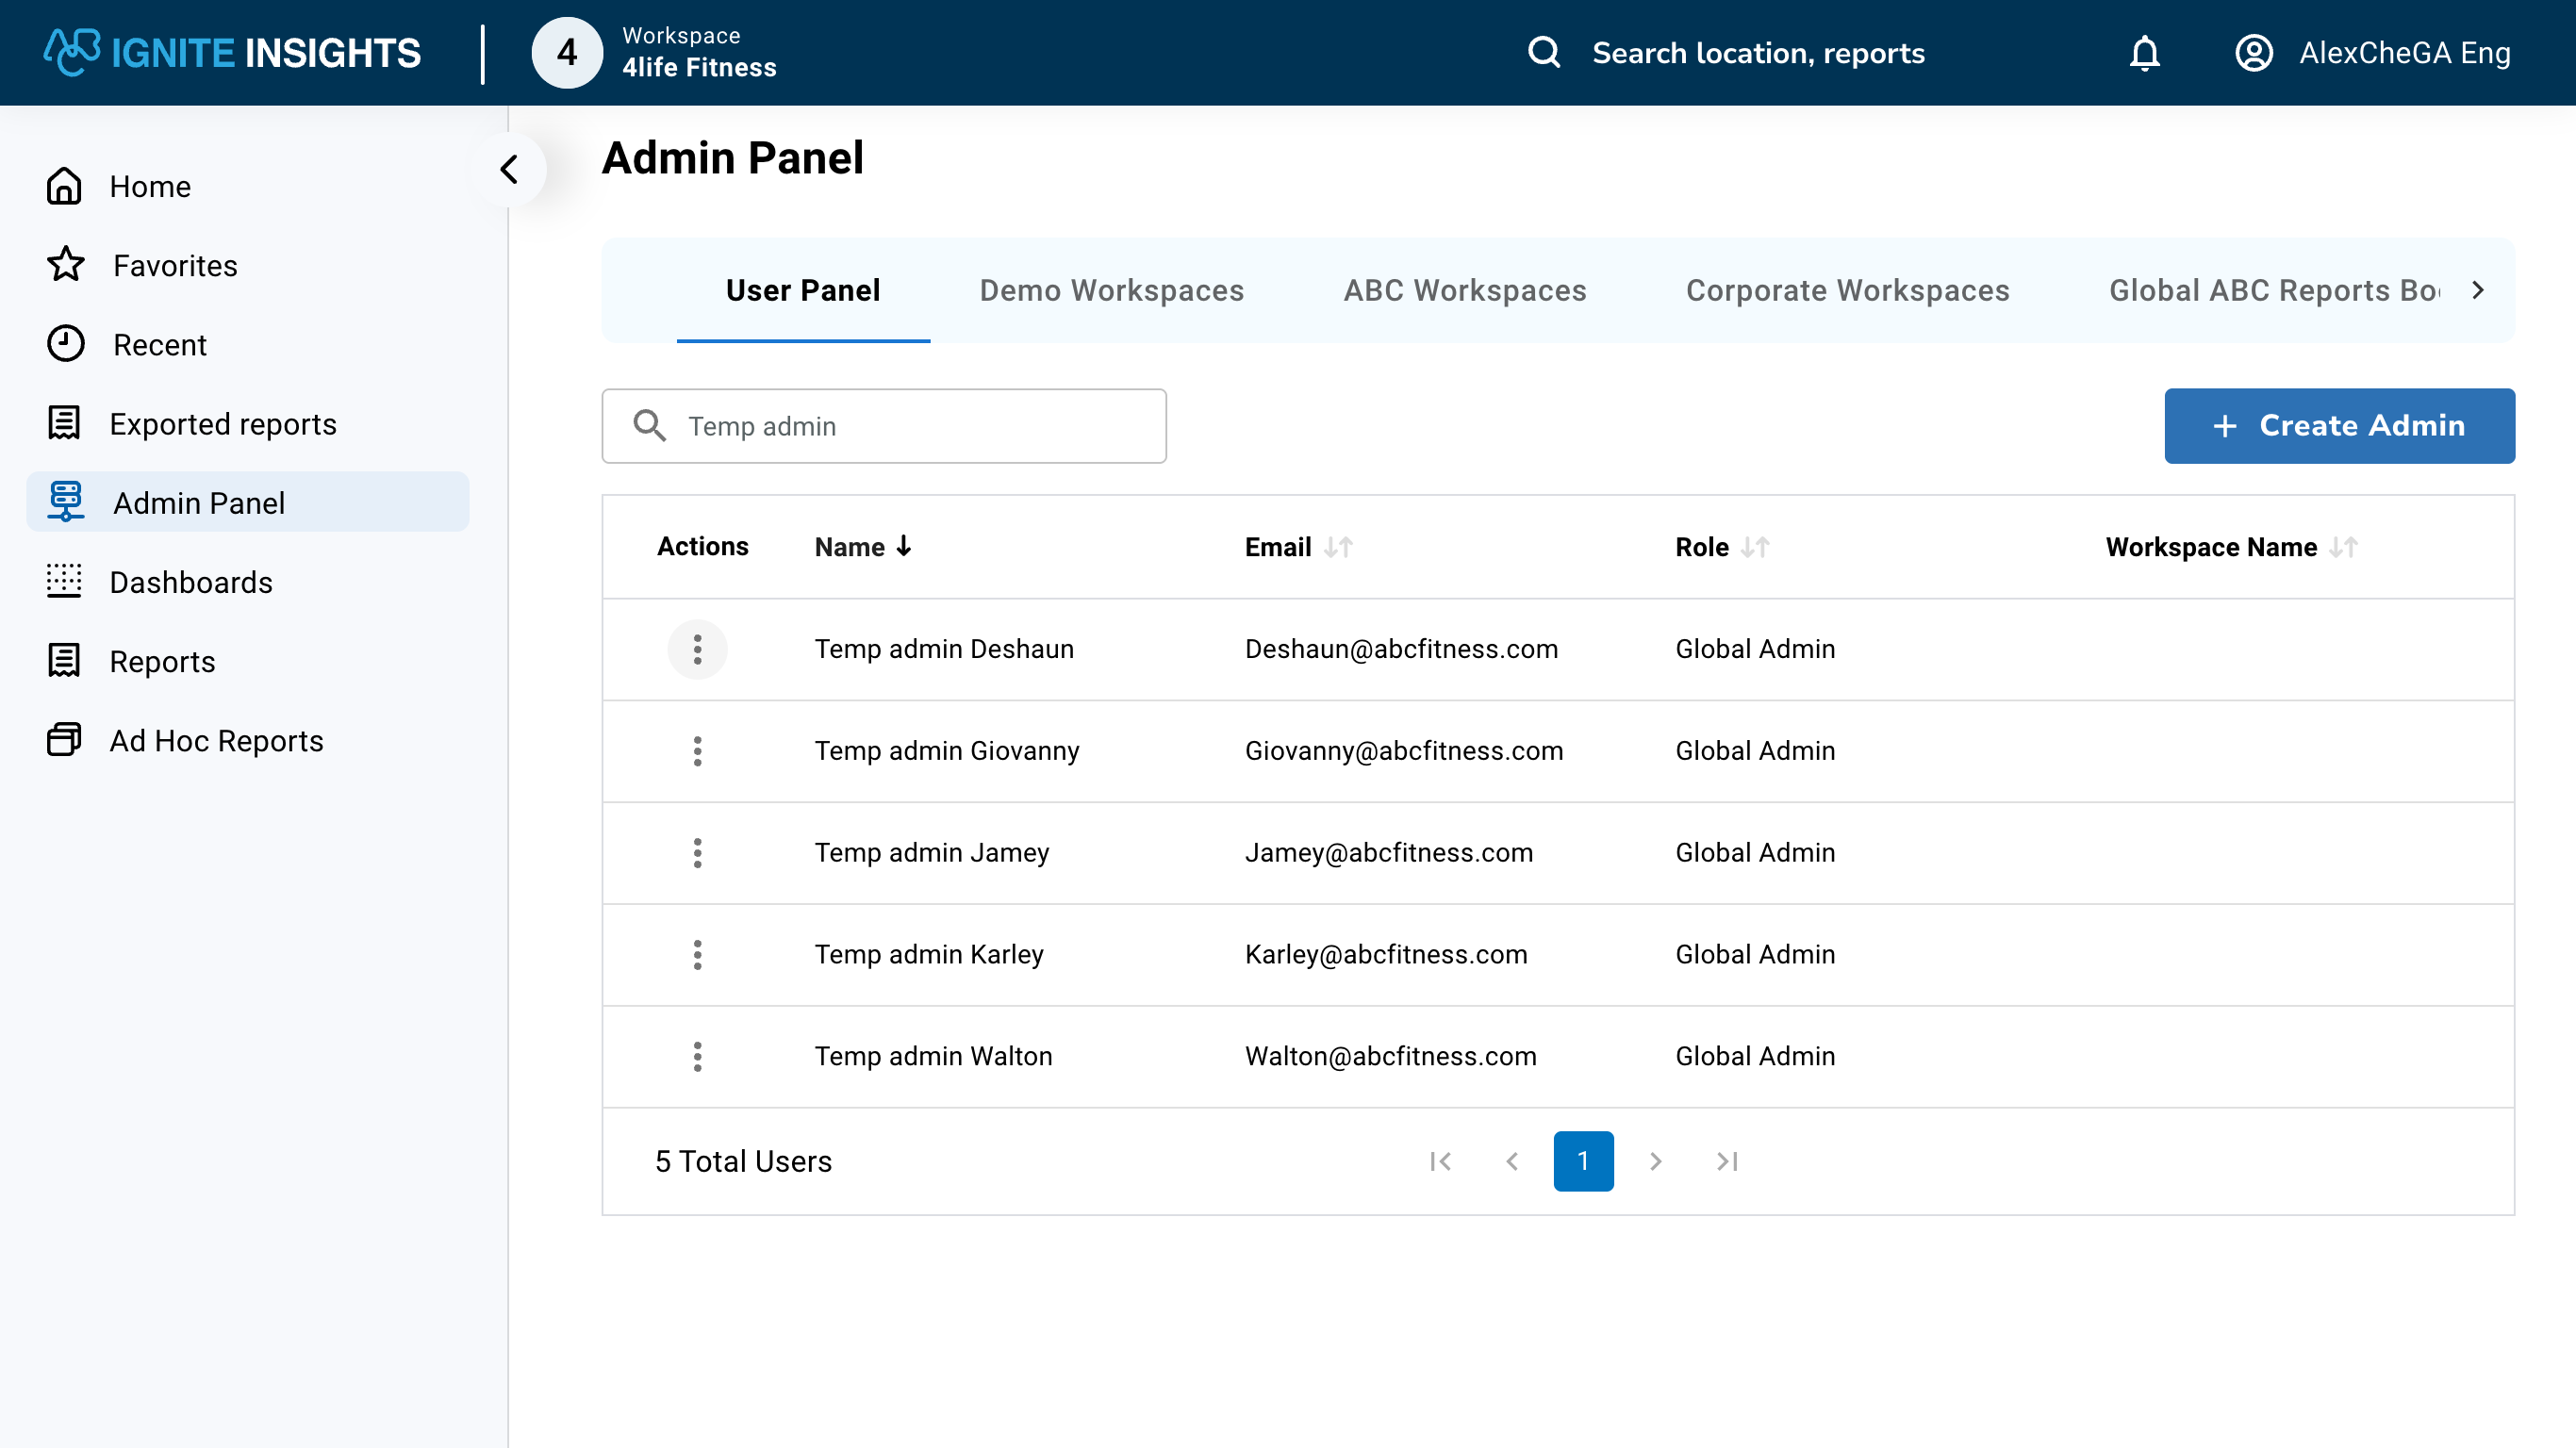 ABC IGNITE INSIGHTS
4
Workspace
4life Fitness
Search location, reports
AlexCheGA Eng
Home
Favorites
Recent
Exported reports
Admin Panel
Dashboards
Reports
Ad Hoc Reports
Admin Panel
User Panel
Demo Workspaces
ABC Workspaces
Corporate Workspaces
Global ABC Reports
Temp admin
+ Create Admin
Actions Name Email Role Workspace Name
Temp admin Deshaun Deshaun@abcfitness.com Global Admin
Temp admin Giovanny Giovanny@abcfitness.com Global Admin
Temp admin Jamey Jamey@abcfitness.com Global Admin
Temp admin Karley Karley@abcfitness.com Global Admin
Temp admin Walton Walton@abcfitness.com Global Admin
5 Total Users
1